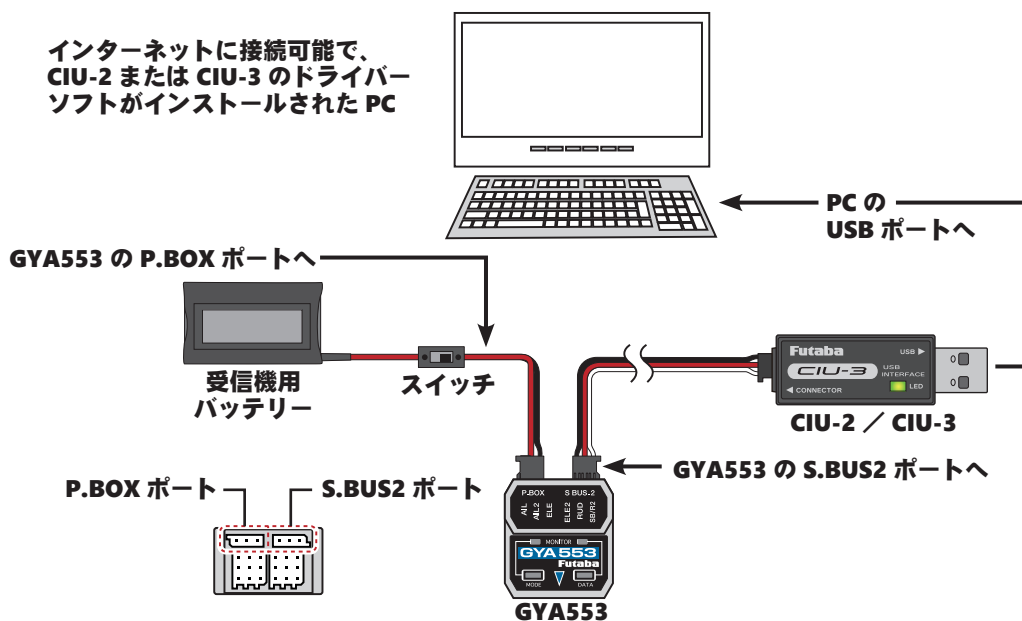 インターネットに接続可能で、
CIU-2 または CIU-3 のドライバー
ソフトがインストールされた PC
PC の
USB ポートへ
GYA553 の P.BOX ポートへ
受信機用
バッテリー
スイッチ
Futaba
USB ▶
CIU-3
USB
INTERFACE
LED
◀ CONNECTOR
CIU-2 ／ CIU-3
GYA553 の S.BUS2 ポートへ
P.BOX ポート
S.BUS2 ポート
P.BOX S BUS-2
AIL
AIL2
ELE
ELE2
RUD
SB/R2
MONITOR
GYA553
Futaba
MODE
DATA
GYA553